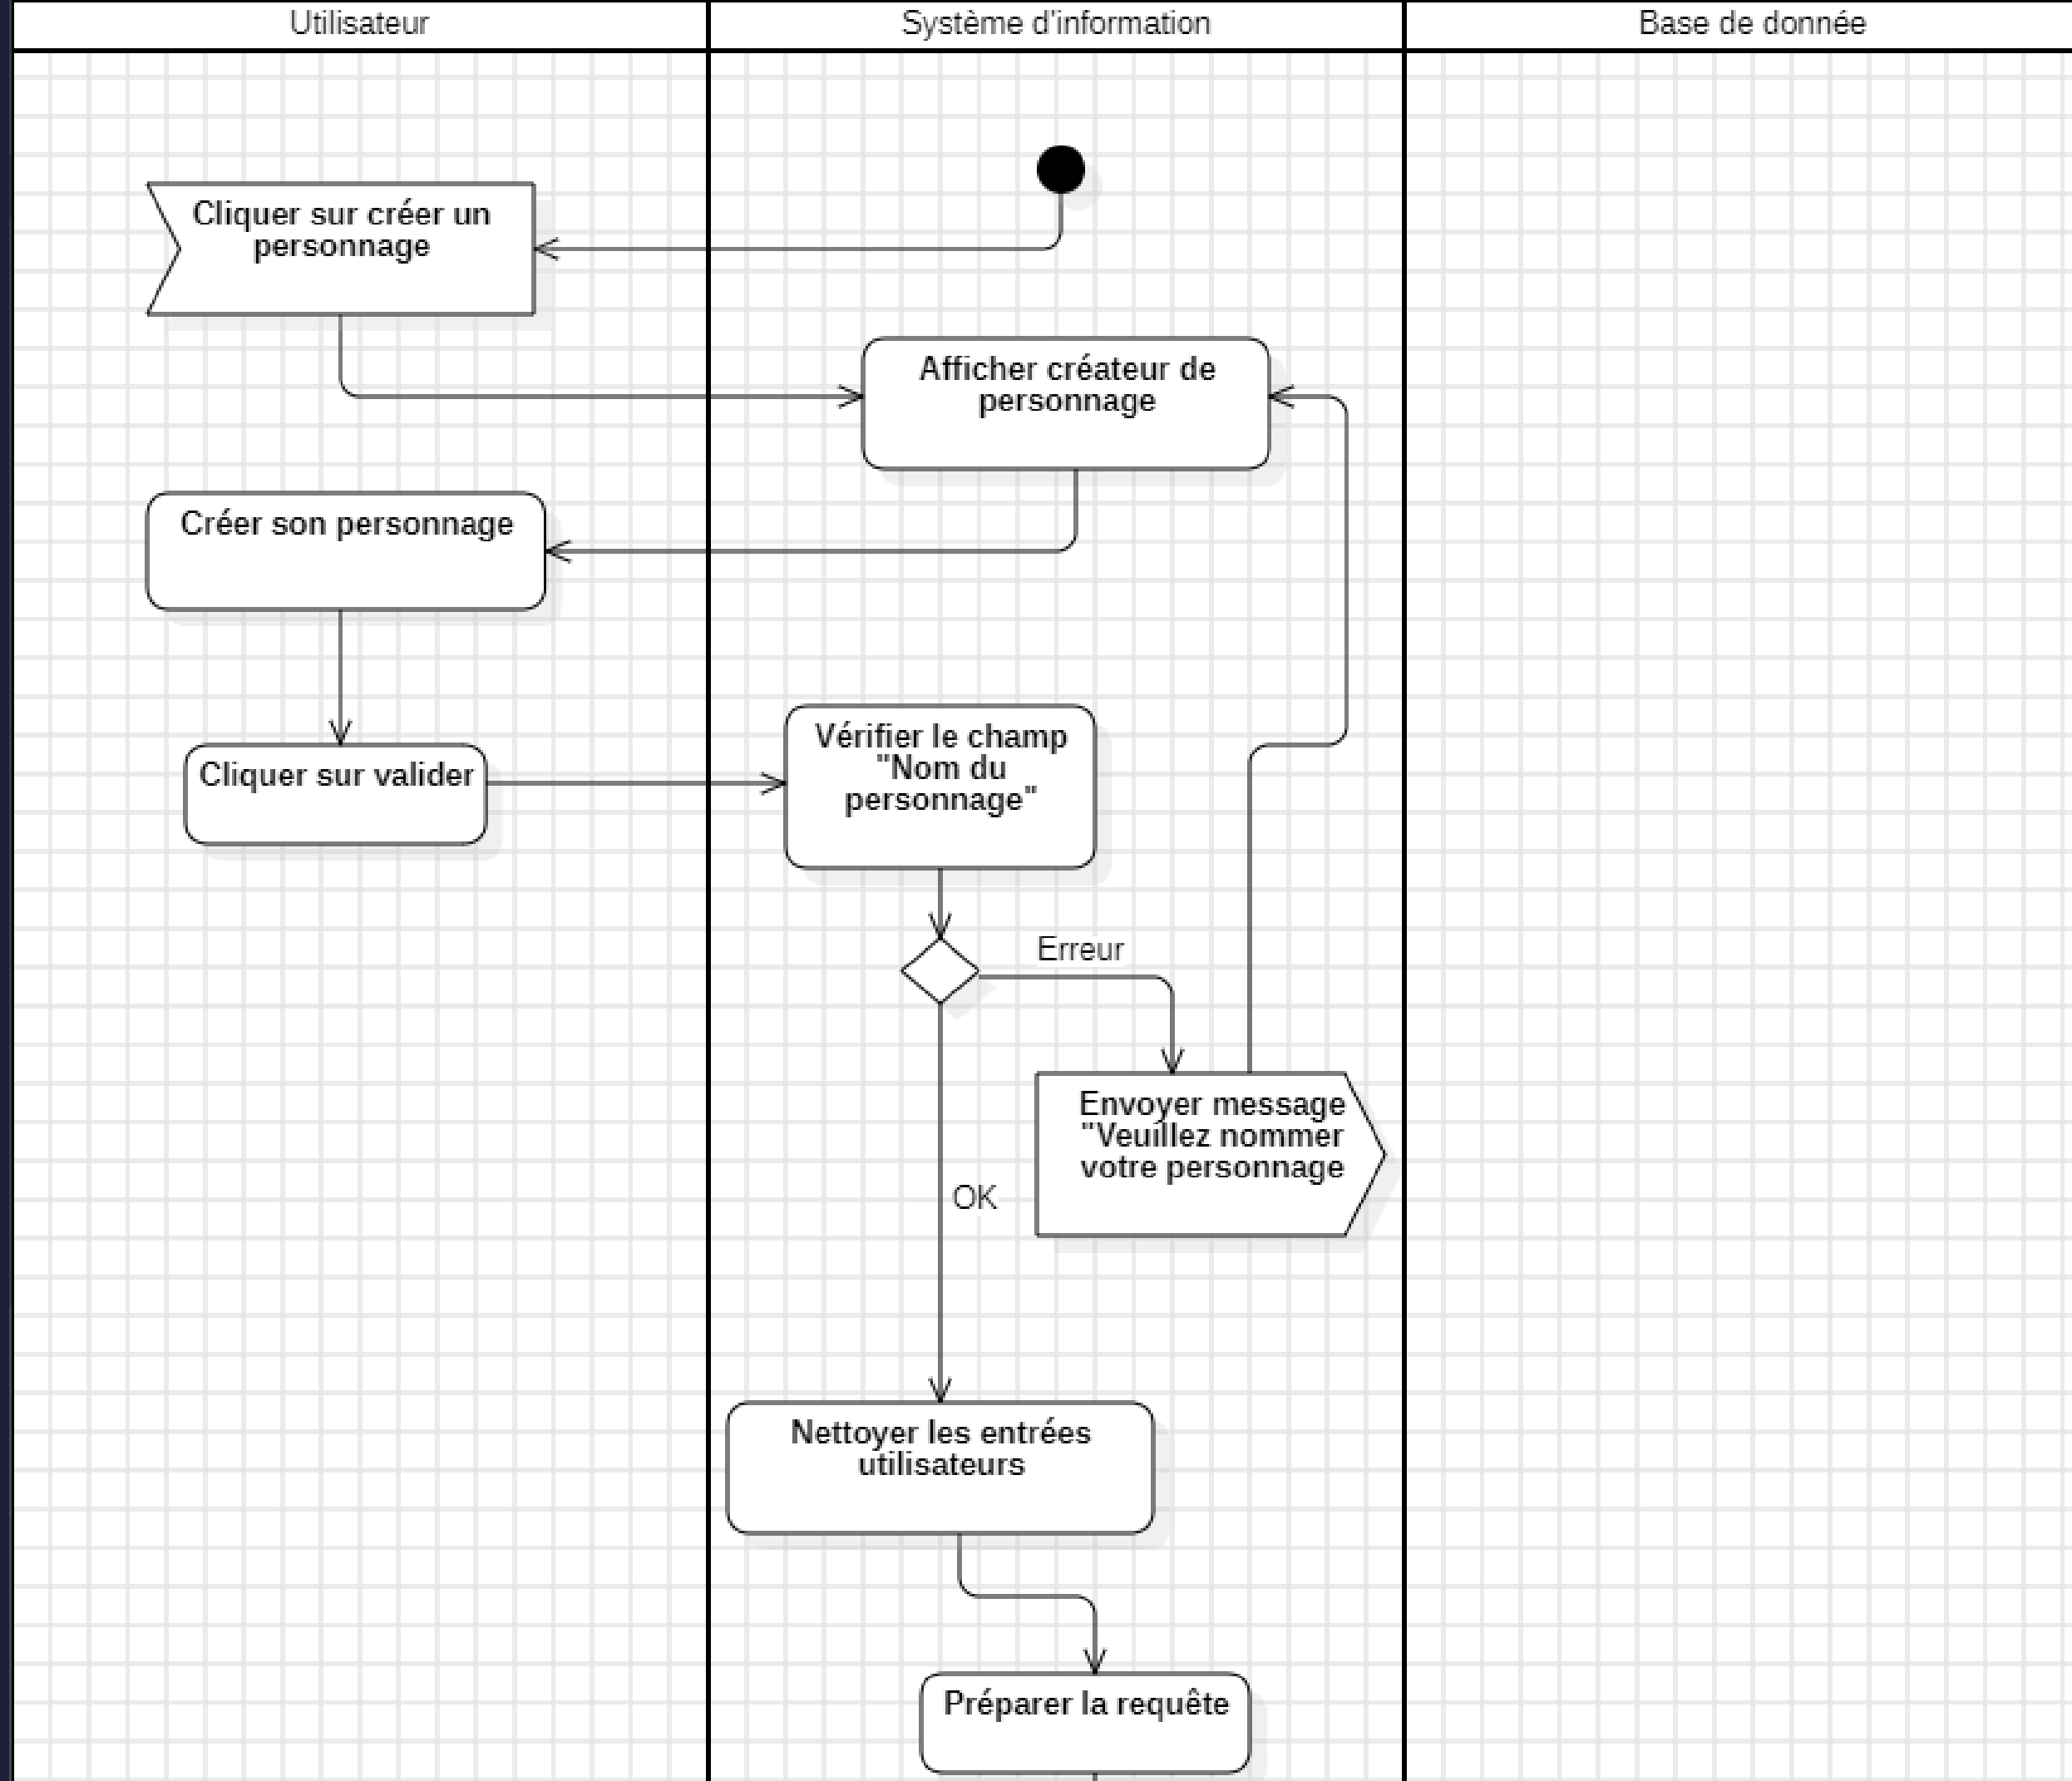 Utilisateur
Système d'information
Base de donnée
Cliquer sur créer un
personnage
Afficher créateur de
personnage
Créer son personnage
Cliquer sur valider
Vérifier le champ
"Nom du
personnage"
Erreur
Envoyer message
"Veuillez nommer
votre personnage
OK
Nettoyer les entrées
utilisateurs
Préparer la requête